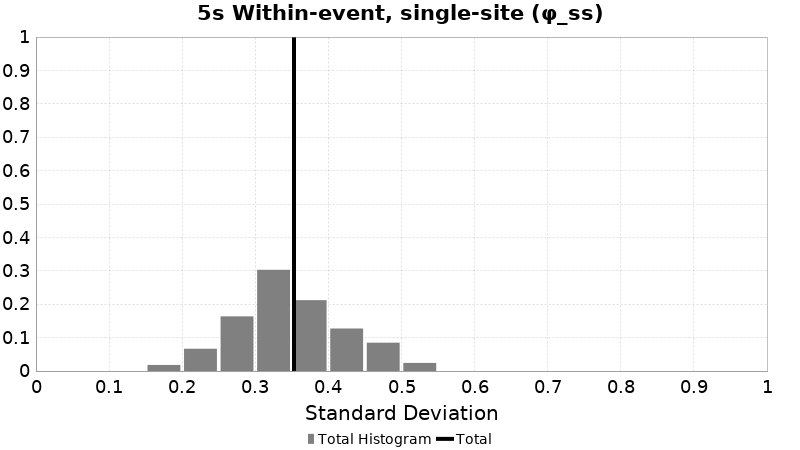 5s Within-event, single-site (φ_ss)
1
0.9
0.8
0.7
0.6
0.5
0.4
0.3
0.2
0.1
0
0 0.1 0.2 0.3 0.4 0.5 0.6 0.7 0.8 0.9 1
Standard Deviation
Total Histogram Total